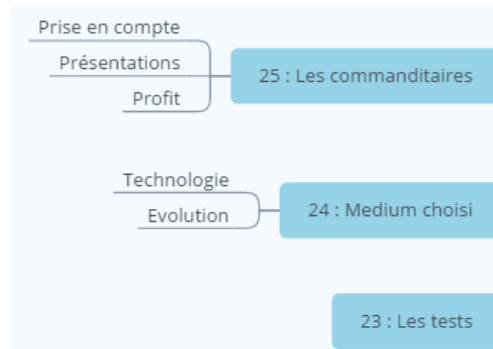 Prise en compte
Présentations
Profit
25 : Les commanditaires
Technologie
Evolution
24 : Medium choisi
23 : Les tests